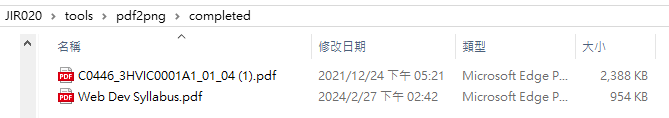 JIR020 › tools › pdf2png › completed
名稱 修改日期 類型 大小
PDF C0446_3HVIC0001A1_01_04 (1).pdf 2021/12/24 下午 05:21 Microsoft Edge P... 2,388 KB
PDF Web Dev Syllabus.pdf 2024/2/27 下午 02:42 Microsoft Edge P... 954 KB